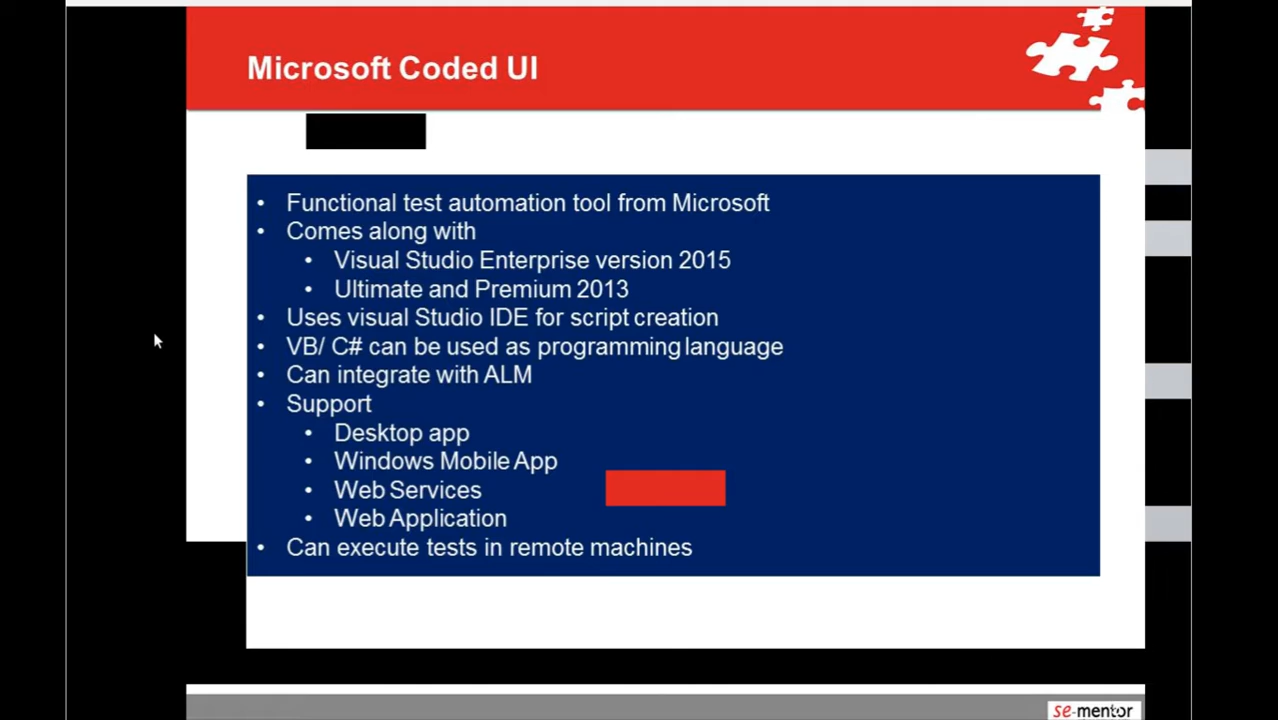 Microsoft Coded UI
• Functional test automation tool from Microsoft
• Comes along with
• Visual Studio Enterprise version 2015
• Ultimate and Premium 2013
• Uses visual Studio IDE for script creation
• VB/ C# can be used as programming language
• Can integrate with ALM
• Support
• Desktop app
• Windows Mobile App
• Web Services
• Web Application
• Can execute tests in remote machines
se-mentor